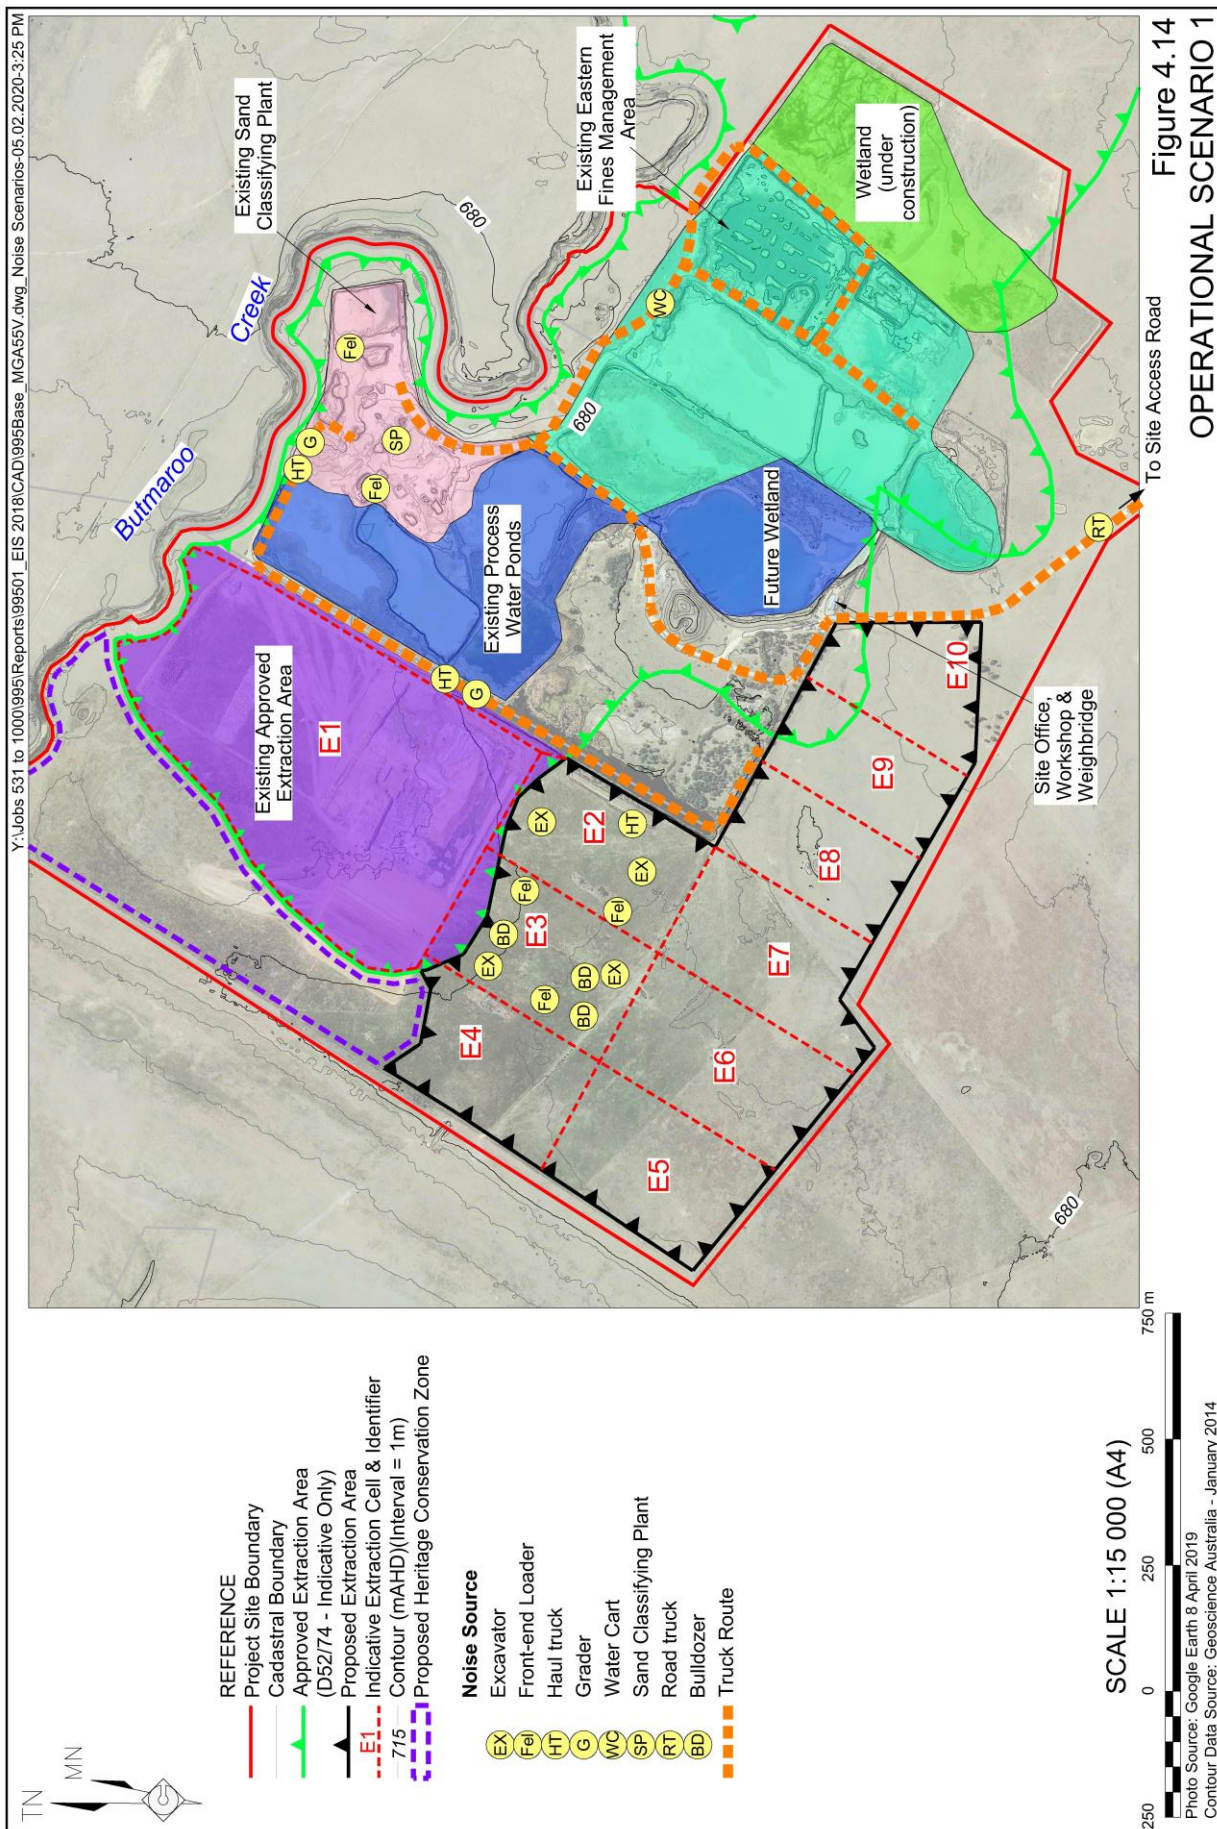 Y:\Jobs 531 to 1000\995\Reports\99501_EIS 2018\CAD\995Base_MGA55V.dwg_Noise Scenarios-05.02.2020-3:25 PM
TN
MN
REFERENCE
Project Site Boundary
Cadastral Boundary
Approved Extraction Area
(D52/74 - Indicative Only)
Proposed Extraction Area
E1
Indicative Extraction Cell & Identifier
715
Contour (mAHD)(Interval = 1m)
Proposed Heritage Conservation Zone
Noise Source
EX
Excavator
Fel
Front-end Loader
HT
Haul truck
G
Grader
WC
Water Cart
SP
Sand Classifying Plant
RT
Road truck
BD
Bulldozer
Truck Route
SCALE 1:15 000 (A4)
250
0
250
500
750 m
Photo Source: Google Earth 8 April 2019
Contour Data Source: Geoscience Australia - January 2014
Butmaroo
Creek
Existing Sand
Classifying Plant
680
Existing Eastern
Fines Management
Area
Existing Approved
Extraction Area
E1
Fel
G
HT
SP
Fel
WC
680
Existing Process
Water Ponds
Wetland
(under
construction)
Future Wetland
HT
G
EX
E2
HT
EX
Fel
Fel
E3
BD
EX
BD
EX
Fel
BD
E4
E5
E6
E7
E8
E9
E10
RT
Site Office,
Workshop &
Weighbridge
680
To Site Access Road
Figure 4.14
OPERATIONAL SCENARIO 1